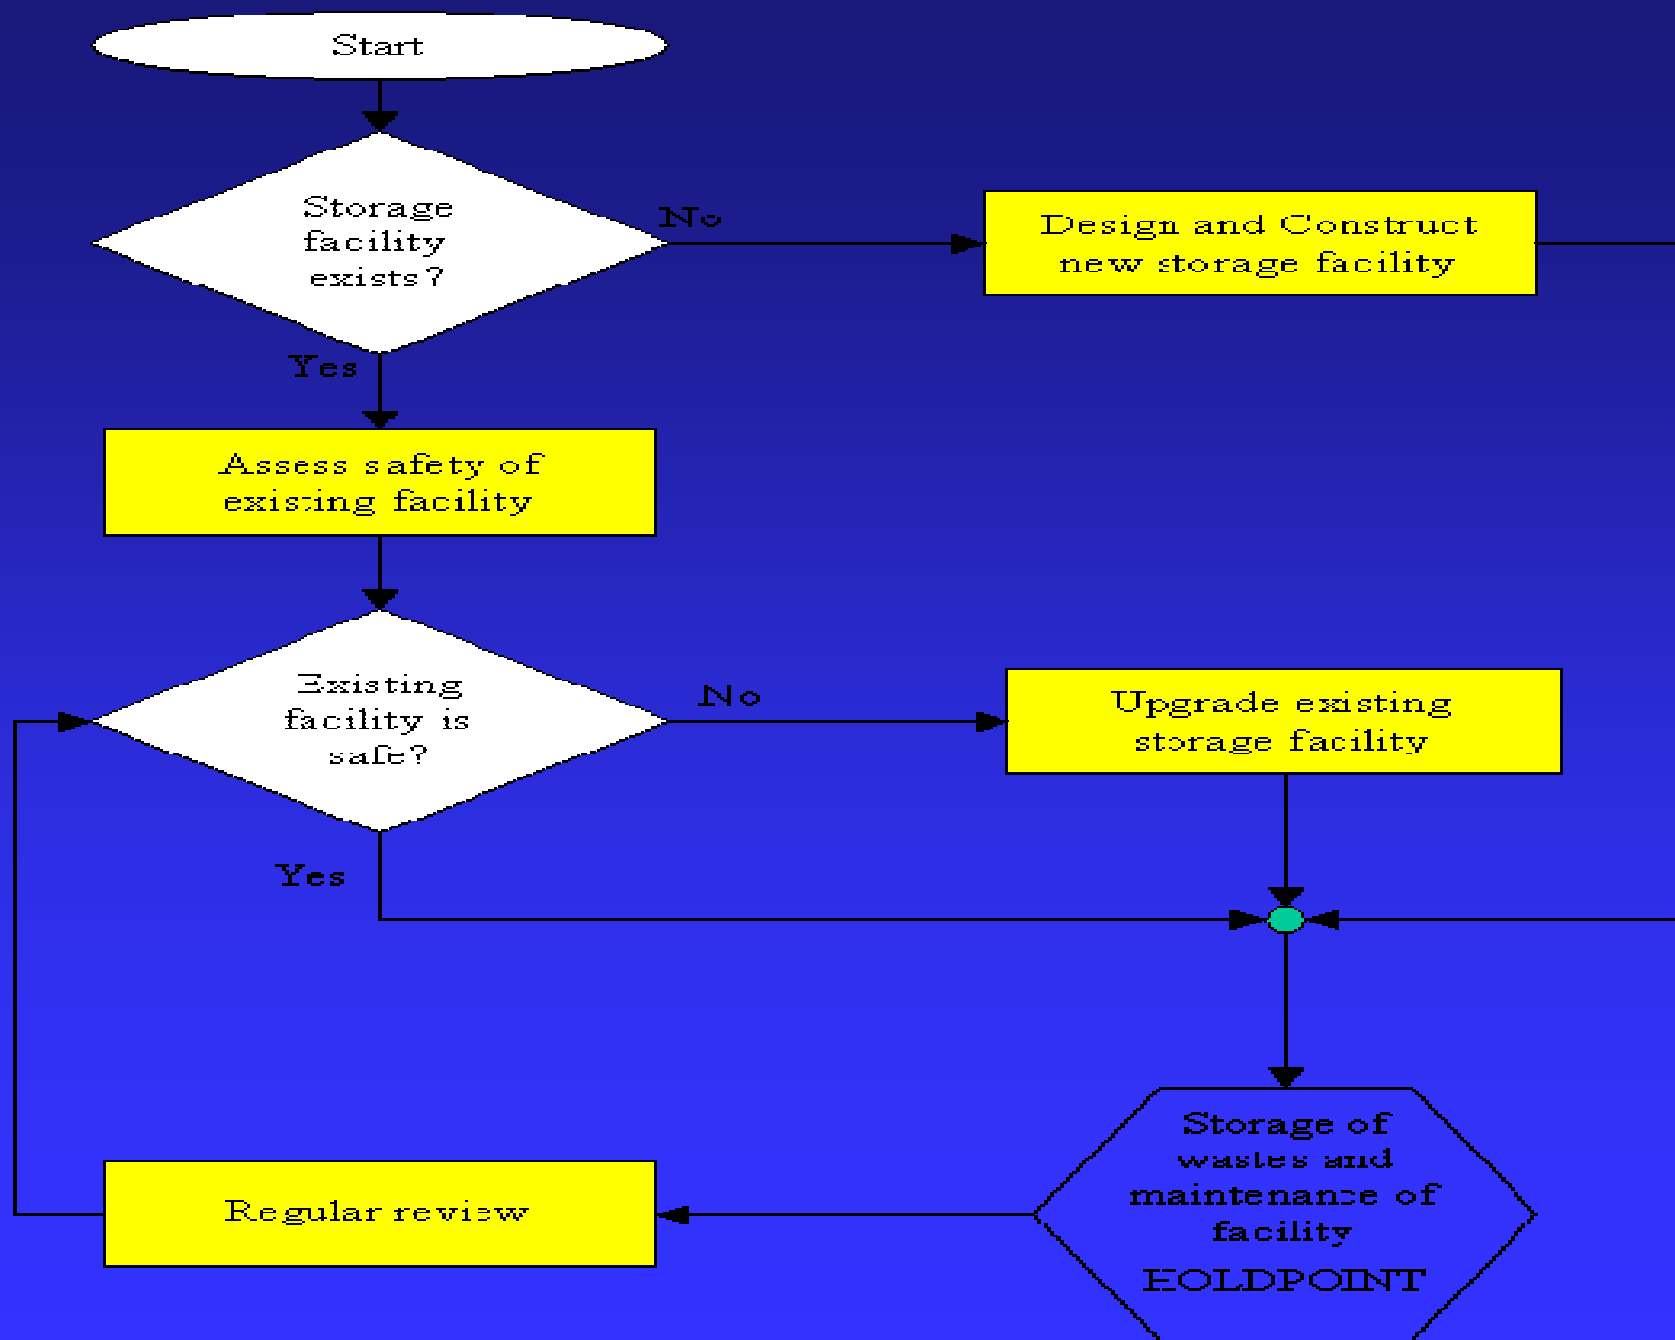 Start
Storage
facility
exists?
No
Design and Construct
new storage facility
Yes
Assess safety of
existing facility
Existing
facility is
safe?
No
Upgrade existing
storage facility
Yes
Storage of
wastes and
maintenance of
facility
HOLDPOINT
Regular review